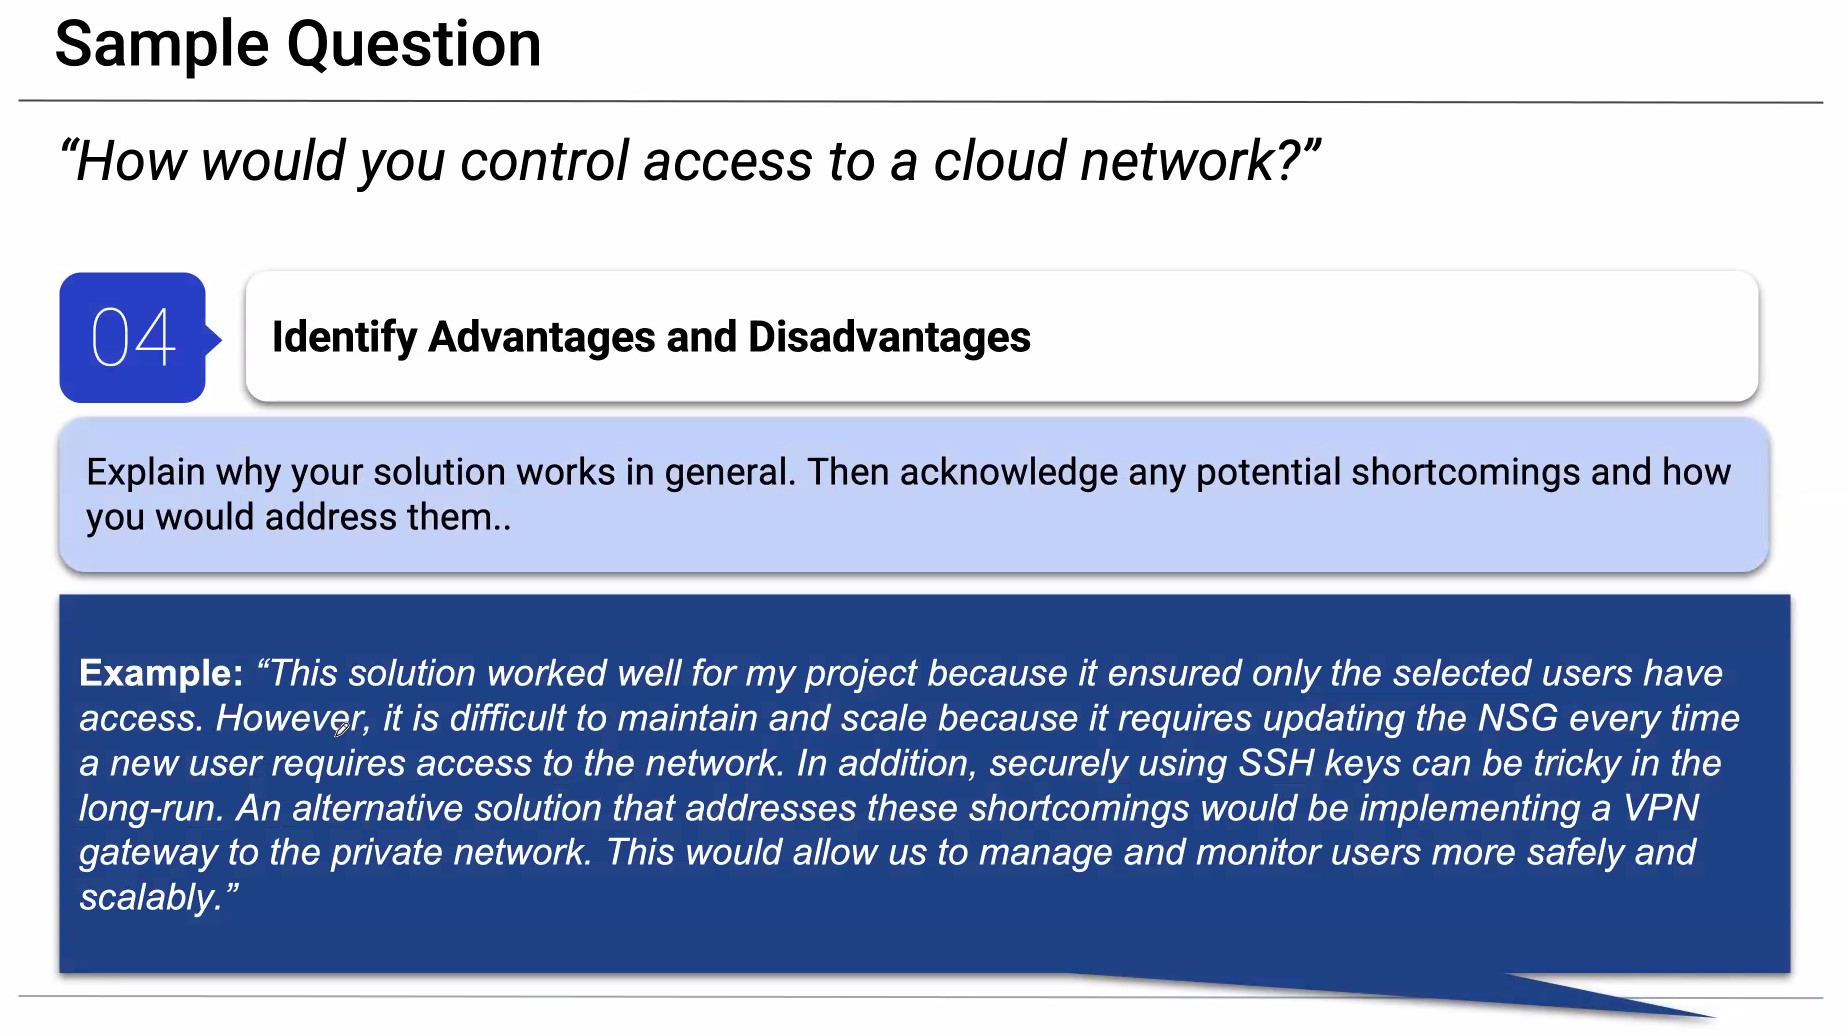 Sample Question
“How would you control access to a cloud network?”
04
Identify Advantages and Disadvantages
Explain why your solution works in general. Then acknowledge any potential shortcomings and how
you would address them..
Example: “This solution worked well for my project because it ensured only the selected users have
access. However, it is difficult to maintain and scale because it requires updating the NSG every time
a new user requires access to the network. In addition, securely using SSH keys can be tricky in the
long-run. An alternative solution that addresses these shortcomings would be implementing a VPN
gateway to the private network. This would allow us to manage and monitor users more safely and
scalably.”